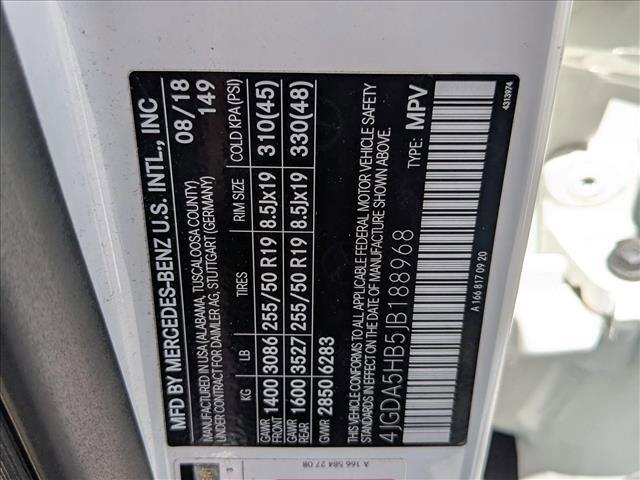 MFD BY MERCEDES-BENZ U.S. INTL., INC
MANUFACTURED IN USA (ALABAMA, TUSCALOOSA COUNTY) 08/18
UNDER CONTRACT FOR DAIMLER AG, STUTTGART (GERMANY) 149
KG LB TIRES RIM SIZE COLD KPA(PSI)
GAWR FRONT 1400 3086 255/50 R19 8.5Jx19 310(45)
GAWR REAR 1600 3527 255/50 R19 8.5Jx19 330(48)
GVWR 2850 6283
THIS VEHICLE CONFORMS TO ALL APPLICABLE FEDERAL MOTOR VEHICLE SAFETY
STANDARDS IN EFFECT ON THE DATE OF MANUFACTURE SHOWN ABOVE.
4JGDA5HB5JB188968 TYPE: MPV
A 166 817 09 20
4313974
A 166 584 27 08